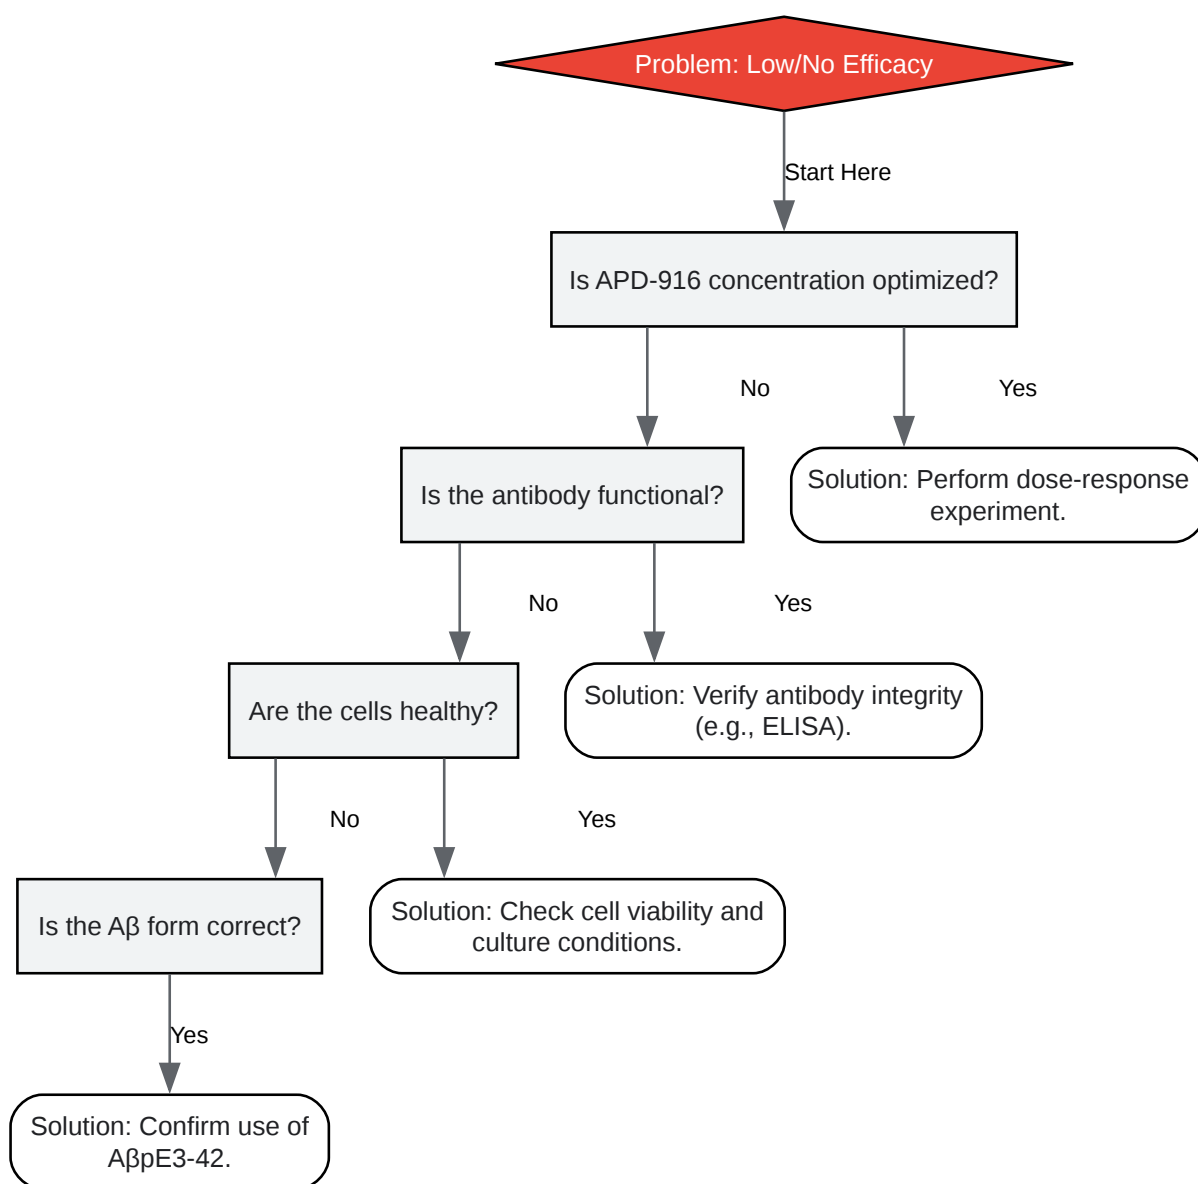 Problem: Low/No Efficacy
Start Here
Is APD-916 concentration optimized?
No
Yes
Is the antibody functional?
Solution: Perform dose-response
experiment.
No
Yes
Are the cells healthy?
Solution: Verify antibody integrity
(e.g., ELISA).
No
Yes
Is the Aβ form correct?
Solution: Check cell viability and
culture conditions.
Yes
Solution: Confirm use of
AβpE3-42.